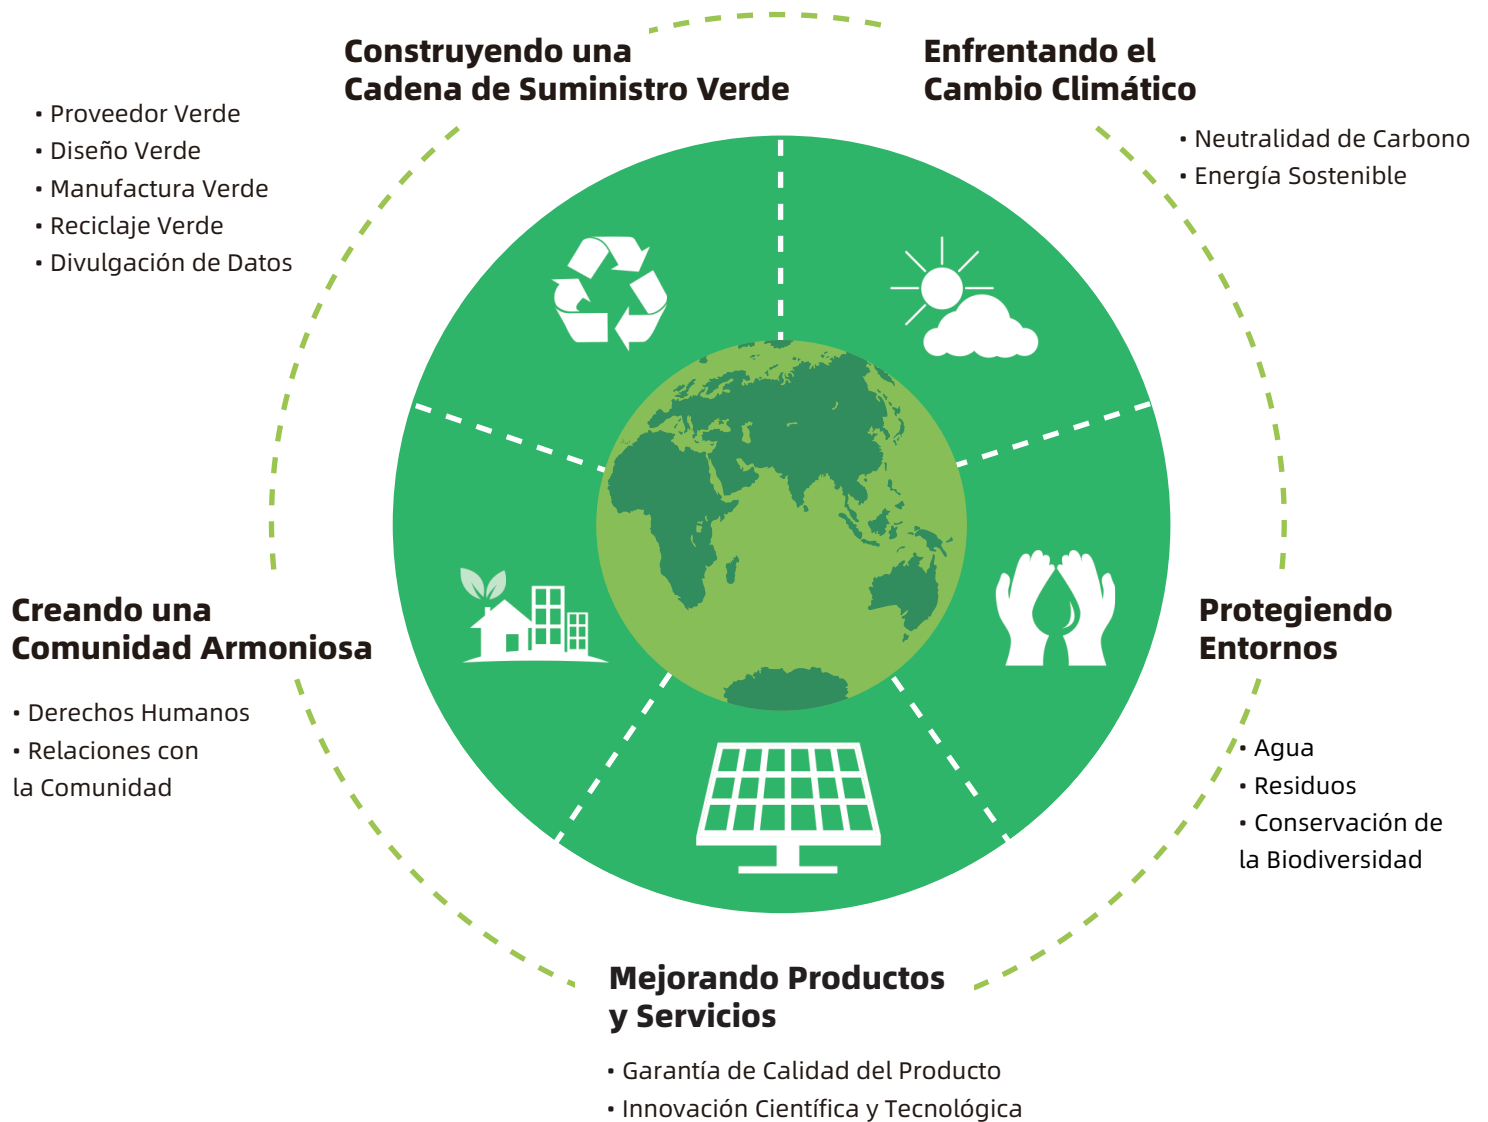 Construyendo una
Cadena de Suministro Verde
• Proveedor Verde
• Diseño Verde
• Manufactura Verde
• Reciclaje Verde
• Divulgación de Datos
Enfrentando el
Cambio Climático
• Neutralidad de Carbono
• Energía Sostenible
Creando una
Comunidad Armoniosa
• Derechos Humanos
• Relaciones con
la Comunidad
Protegiendo
Entornos
• Agua
• Residuos
• Conservación de
la Biodiversidad
Mejorando Productos
y Servicios
• Garantía de Calidad del Producto
• Innovación Científica y Tecnológica